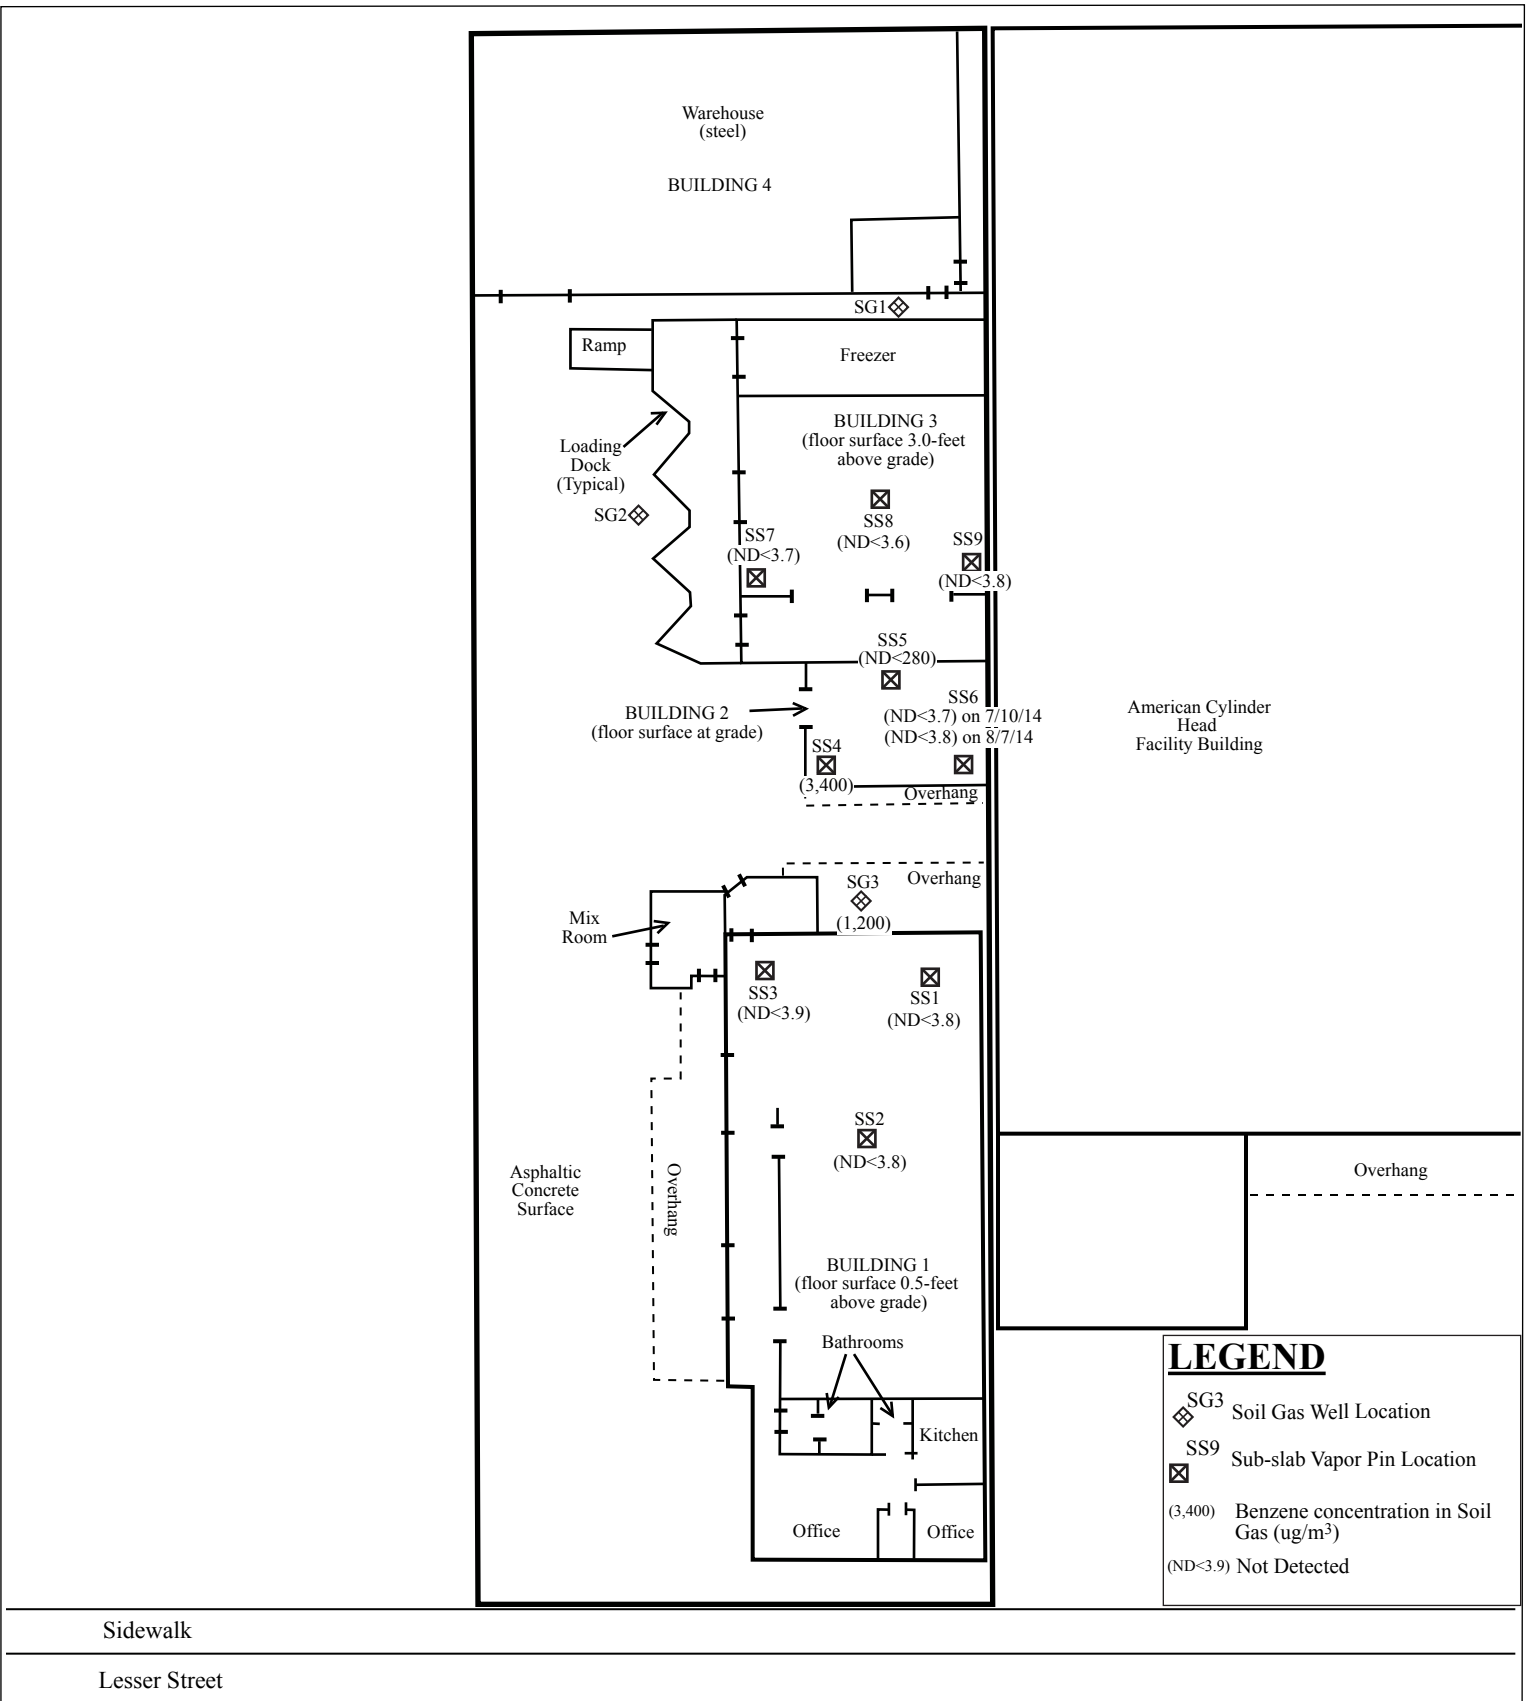 Warehouse
(steel)
BUILDING 4
SG1
Ramp
Freezer
BUILDING 3
(floor surface 3.0-feet
above grade)
Loading
Dock
(Typical)
SG2
SS8
(ND<3.6)
SS7
(ND<3.7)
SS9
(ND<3.8)
SS5
(ND<280)
SS6
(ND<3.7) on 7/10/14
(ND<3.8) on 8/7/14
BUILDING 2
(floor surface at grade)
SS4
(3,400)
Overhang
American Cylinder
Head
Facility Building
Overhang
SG3
(1,200)
Mix
Room
SS3
(ND<3.9)
SS1
(ND<3.8)
SS2
(ND<3.8)
Asphaltic
Concrete
Surface
Overhang
Overhang
BUILDING 1
(floor surface 0.5-feet
above grade)
Bathrooms
Kitchen
Office
Office
LEGEND
SG3 Soil Gas Well Location
SS9 Sub-slab Vapor Pin Location
(3,400) Benzene concentration in Soil
Gas (ug/m³)
(ND<3.9) Not Detected
Sidewalk
Lesser Street